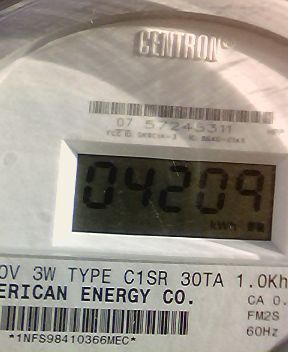 CENTRON®
07 57245311
04209
kWh
0V 3W TYPE C1SR 30TA 1.0Kh
ERICAN ENERGY CO.
CA 0.
FM2S
60Hz
*1NFS98410366MEC*